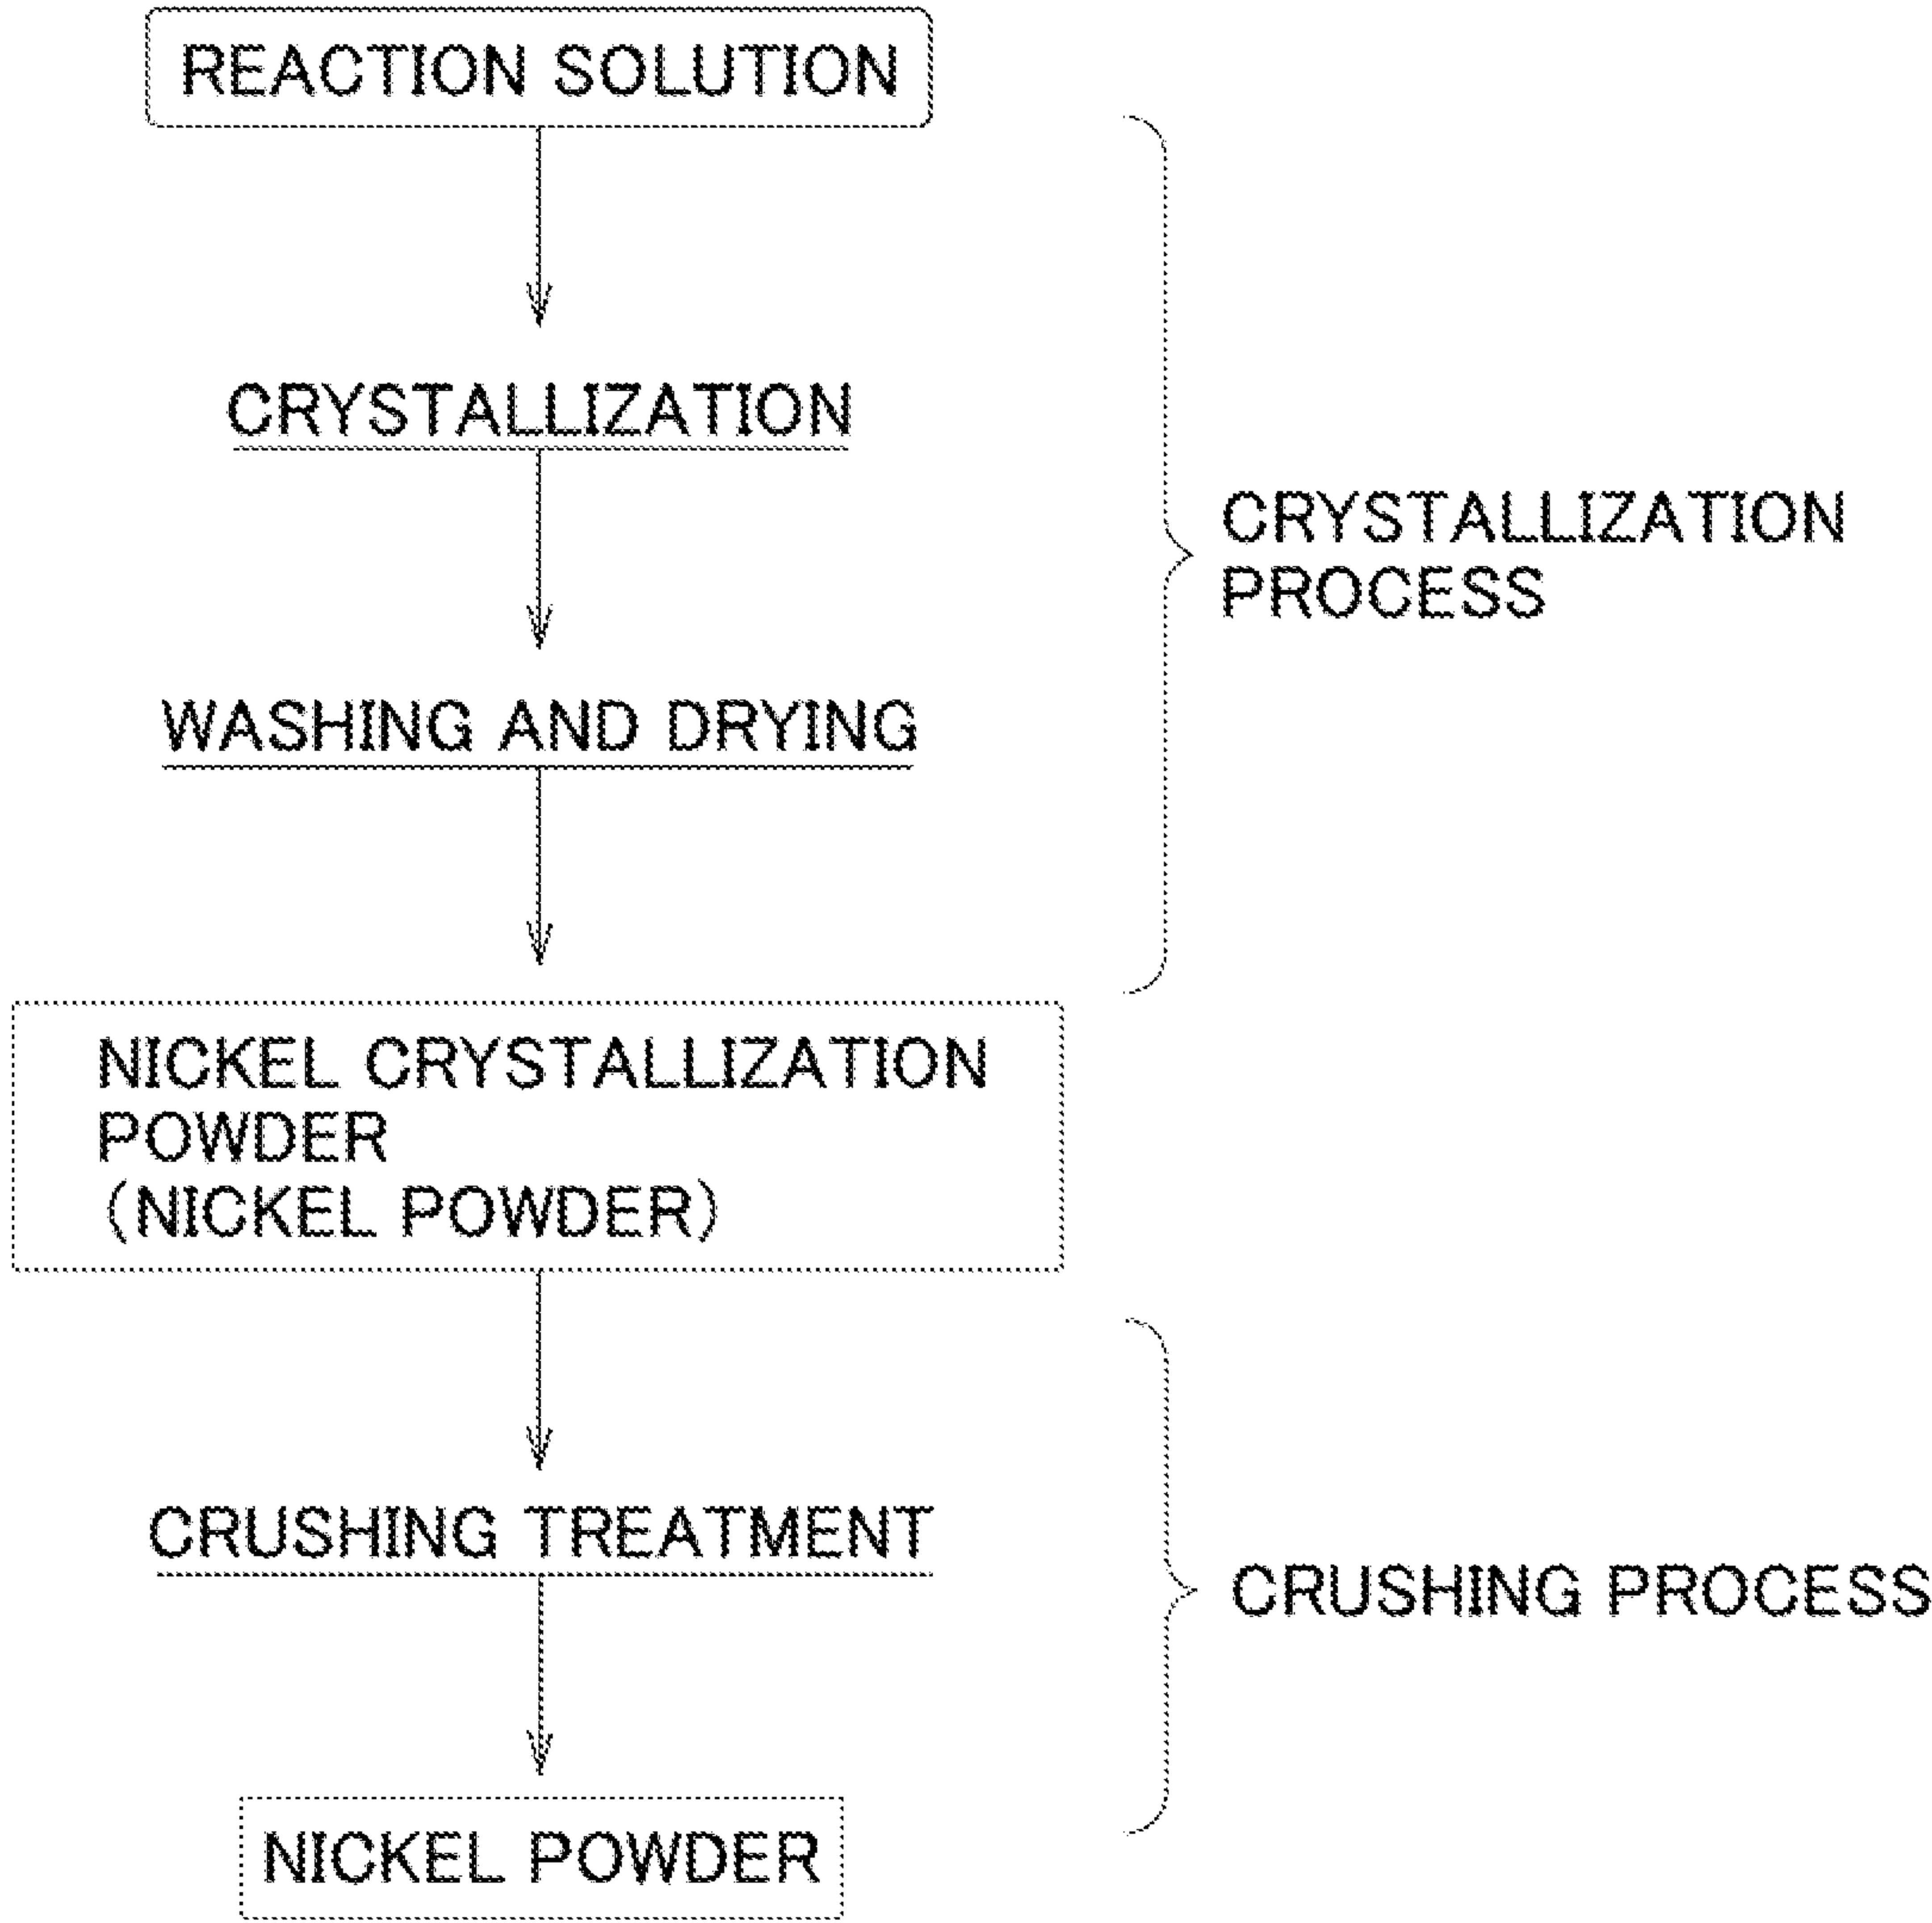 REACTION SOLUTION
CRYSTALLIZATION
CRYSTALLIZATION
PROCESS
WASHING AND DRYING
NICKEL CRYSTALLIZATION
POWDER
(NICKEL POWDER)
CRUSHING TREATMENT
CRUSHING PROCESS
NICKEL POWDER